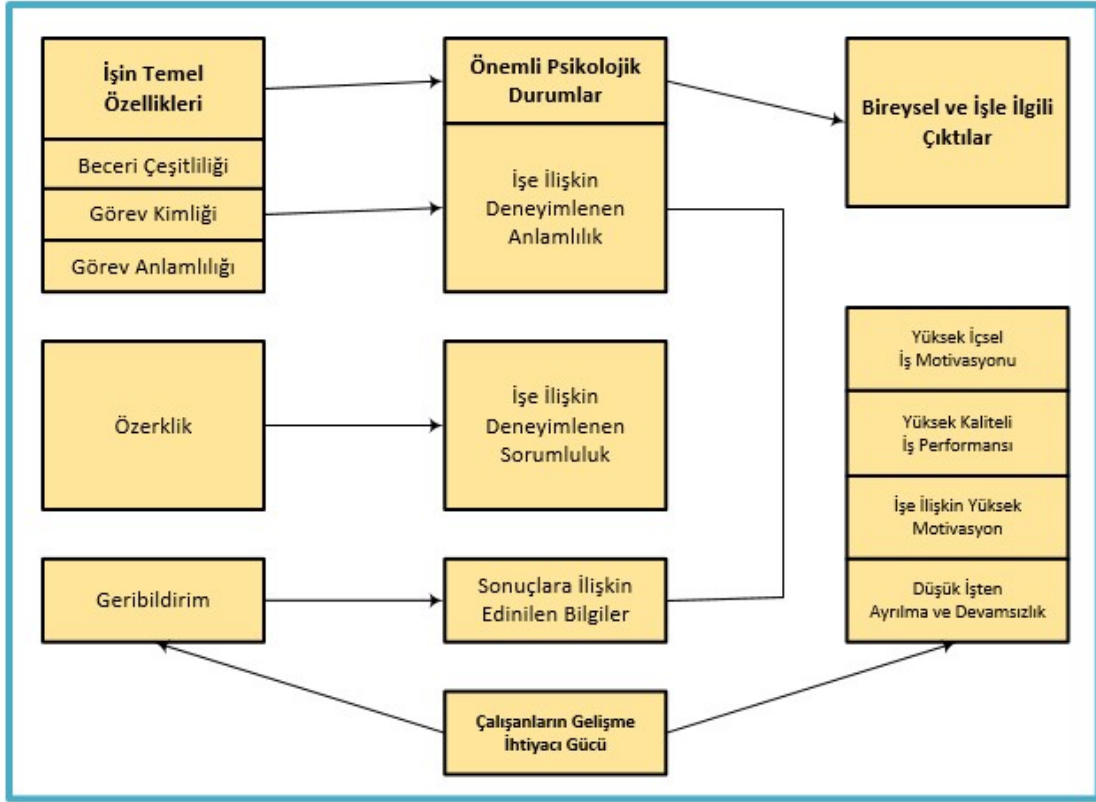 İşin Temel
Özellikleri
Beceri Çeşitliliği
Görev Kimliği
Görev Anlamlılığı
Özerklik
Geribildirim
Önemli Psikolojik
Durumlar
İşe İlişkin
Deneyimlenen
Anlamlılık
İşe İlişkin
Deneyimlenen
Sorumluluk
Sonuçlara İlişkin
Edinilen Bilgiler
Çalışanların Gelişme
İhtiyacı Gücü
Bireysel ve İşle İlgili
Çıktılar
Yüksek İçsel
İş Motivasyonu
Yüksek Kaliteli
İş Performansı
İşe İlişkin Yüksek
Motivasyon
Düşük İşten
Ayrılma ve Devamsızlık